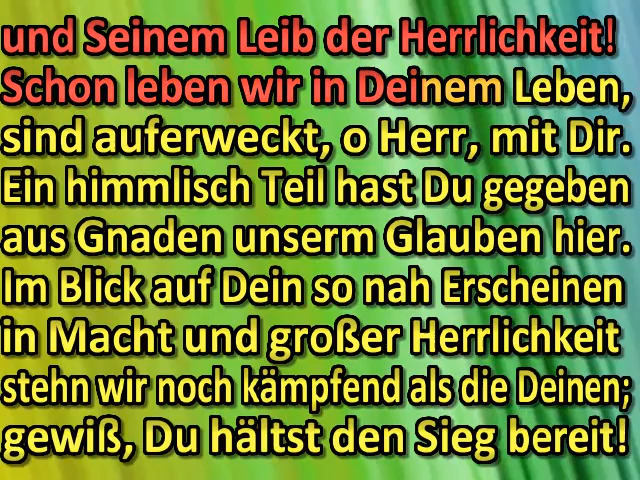 und Seinem Leib der Herrlichkeit!
Schon leben wir in Deinem Leben,
sind auferweckt, o Herr, mit Dir.
Ein himmlisch Teil hast Du gegeben
aus Gnaden unserm Glauben hier.
Im Blick auf Dein so nah Erscheinen
in Macht und großer Herrlichkeit
stehn wir noch kämpfend als die Deinen;
gewiß, Du hältst den Sieg bereit!